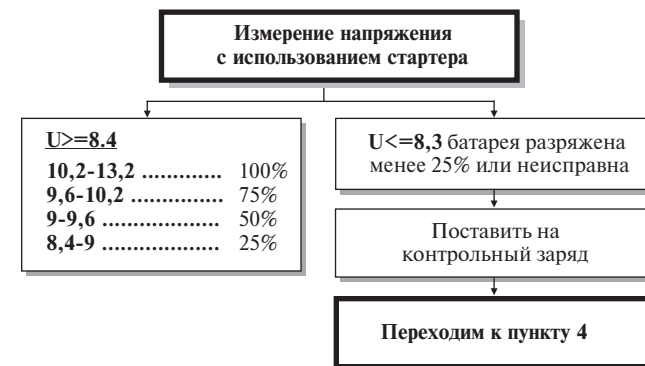 Измерение напряжения
с использованием стартера
U>=8.4
10,2-13,2 ............. 100%
9,6-10,2 ............... 75%
9-9,6 .................... 50%
8,4-9 ................... 25%
U<=8,3 батарея разряжена
менее 25% или неисправна
Поставить на
контрольный заряд
Переходим к пункту 4